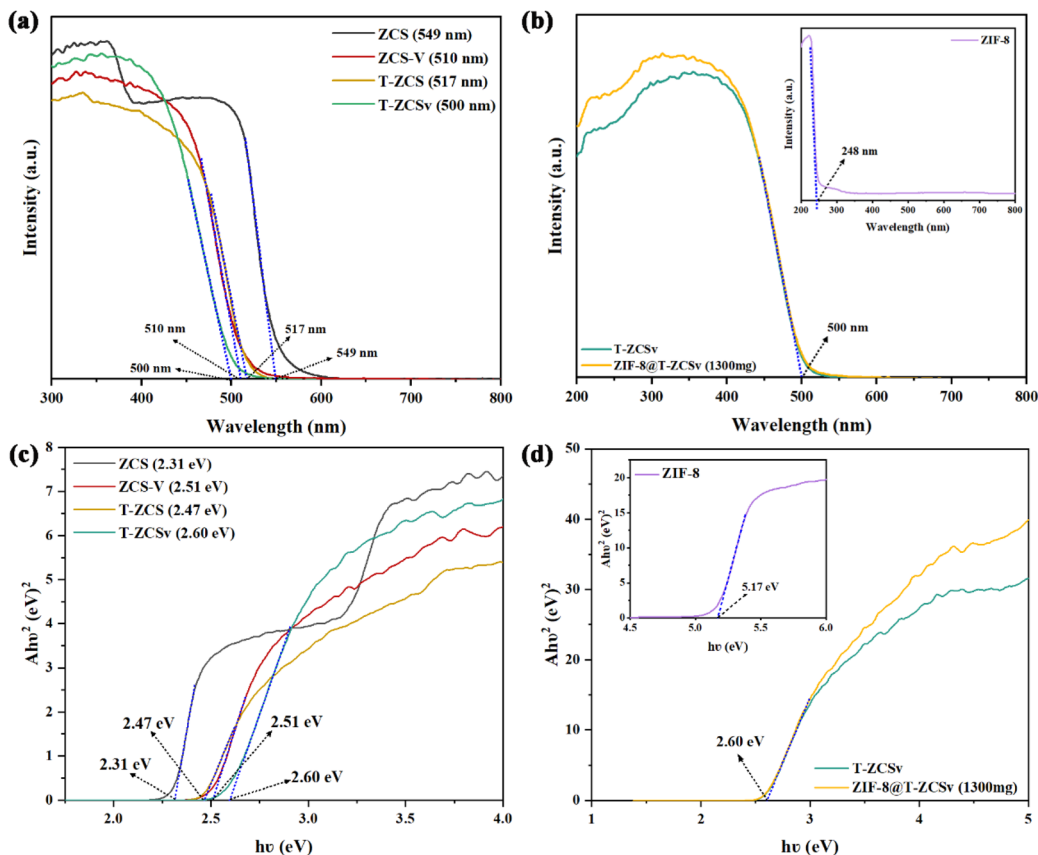 (a)
ZCS (549 nm)
ZCS-V (510 nm)
T-ZCS (517 nm)
T-ZCSv (500 nm)
510 nm
517 nm
500 nm
549 nm
300 400 500 600 700 800
Wavelength (nm)
Intensity (a.u.)
(b)
ZIF-8
248 nm
200 300 400 500 600 700 800
Wavelength (nm)
Intensity (a.u.)
500 nm
T-ZCSv
ZIF-8@T-ZCSv (1300mg)
200 300 400 500 600 700 800
Wavelength (nm)
Intensity (a.u.)
(c)
ZCS (2.31 eV)
ZCS-V (2.51 eV)
T-ZCS (2.47 eV)
T-ZCSv (2.60 eV)
2.47 eV
2.51 eV
2.31 eV
2.60 eV
8
7
6
5
4
3
2
1
0
2.0 2.5 3.0 3.5 4.0
hυ (eV)
Ahυ² (eV)²
(d)
ZIF-8
20
15
10
5
0
5.17 eV
4.5 5.0 5.5 6.0
hυ (eV)
Ahυ² (eV)²
2.60 eV
T-ZCSv
ZIF-8@T-ZCSv (1300mg)
50
40
30
20
10
0
1 2 3 4 5
hυ (eV)
Ahυ² (eV)²